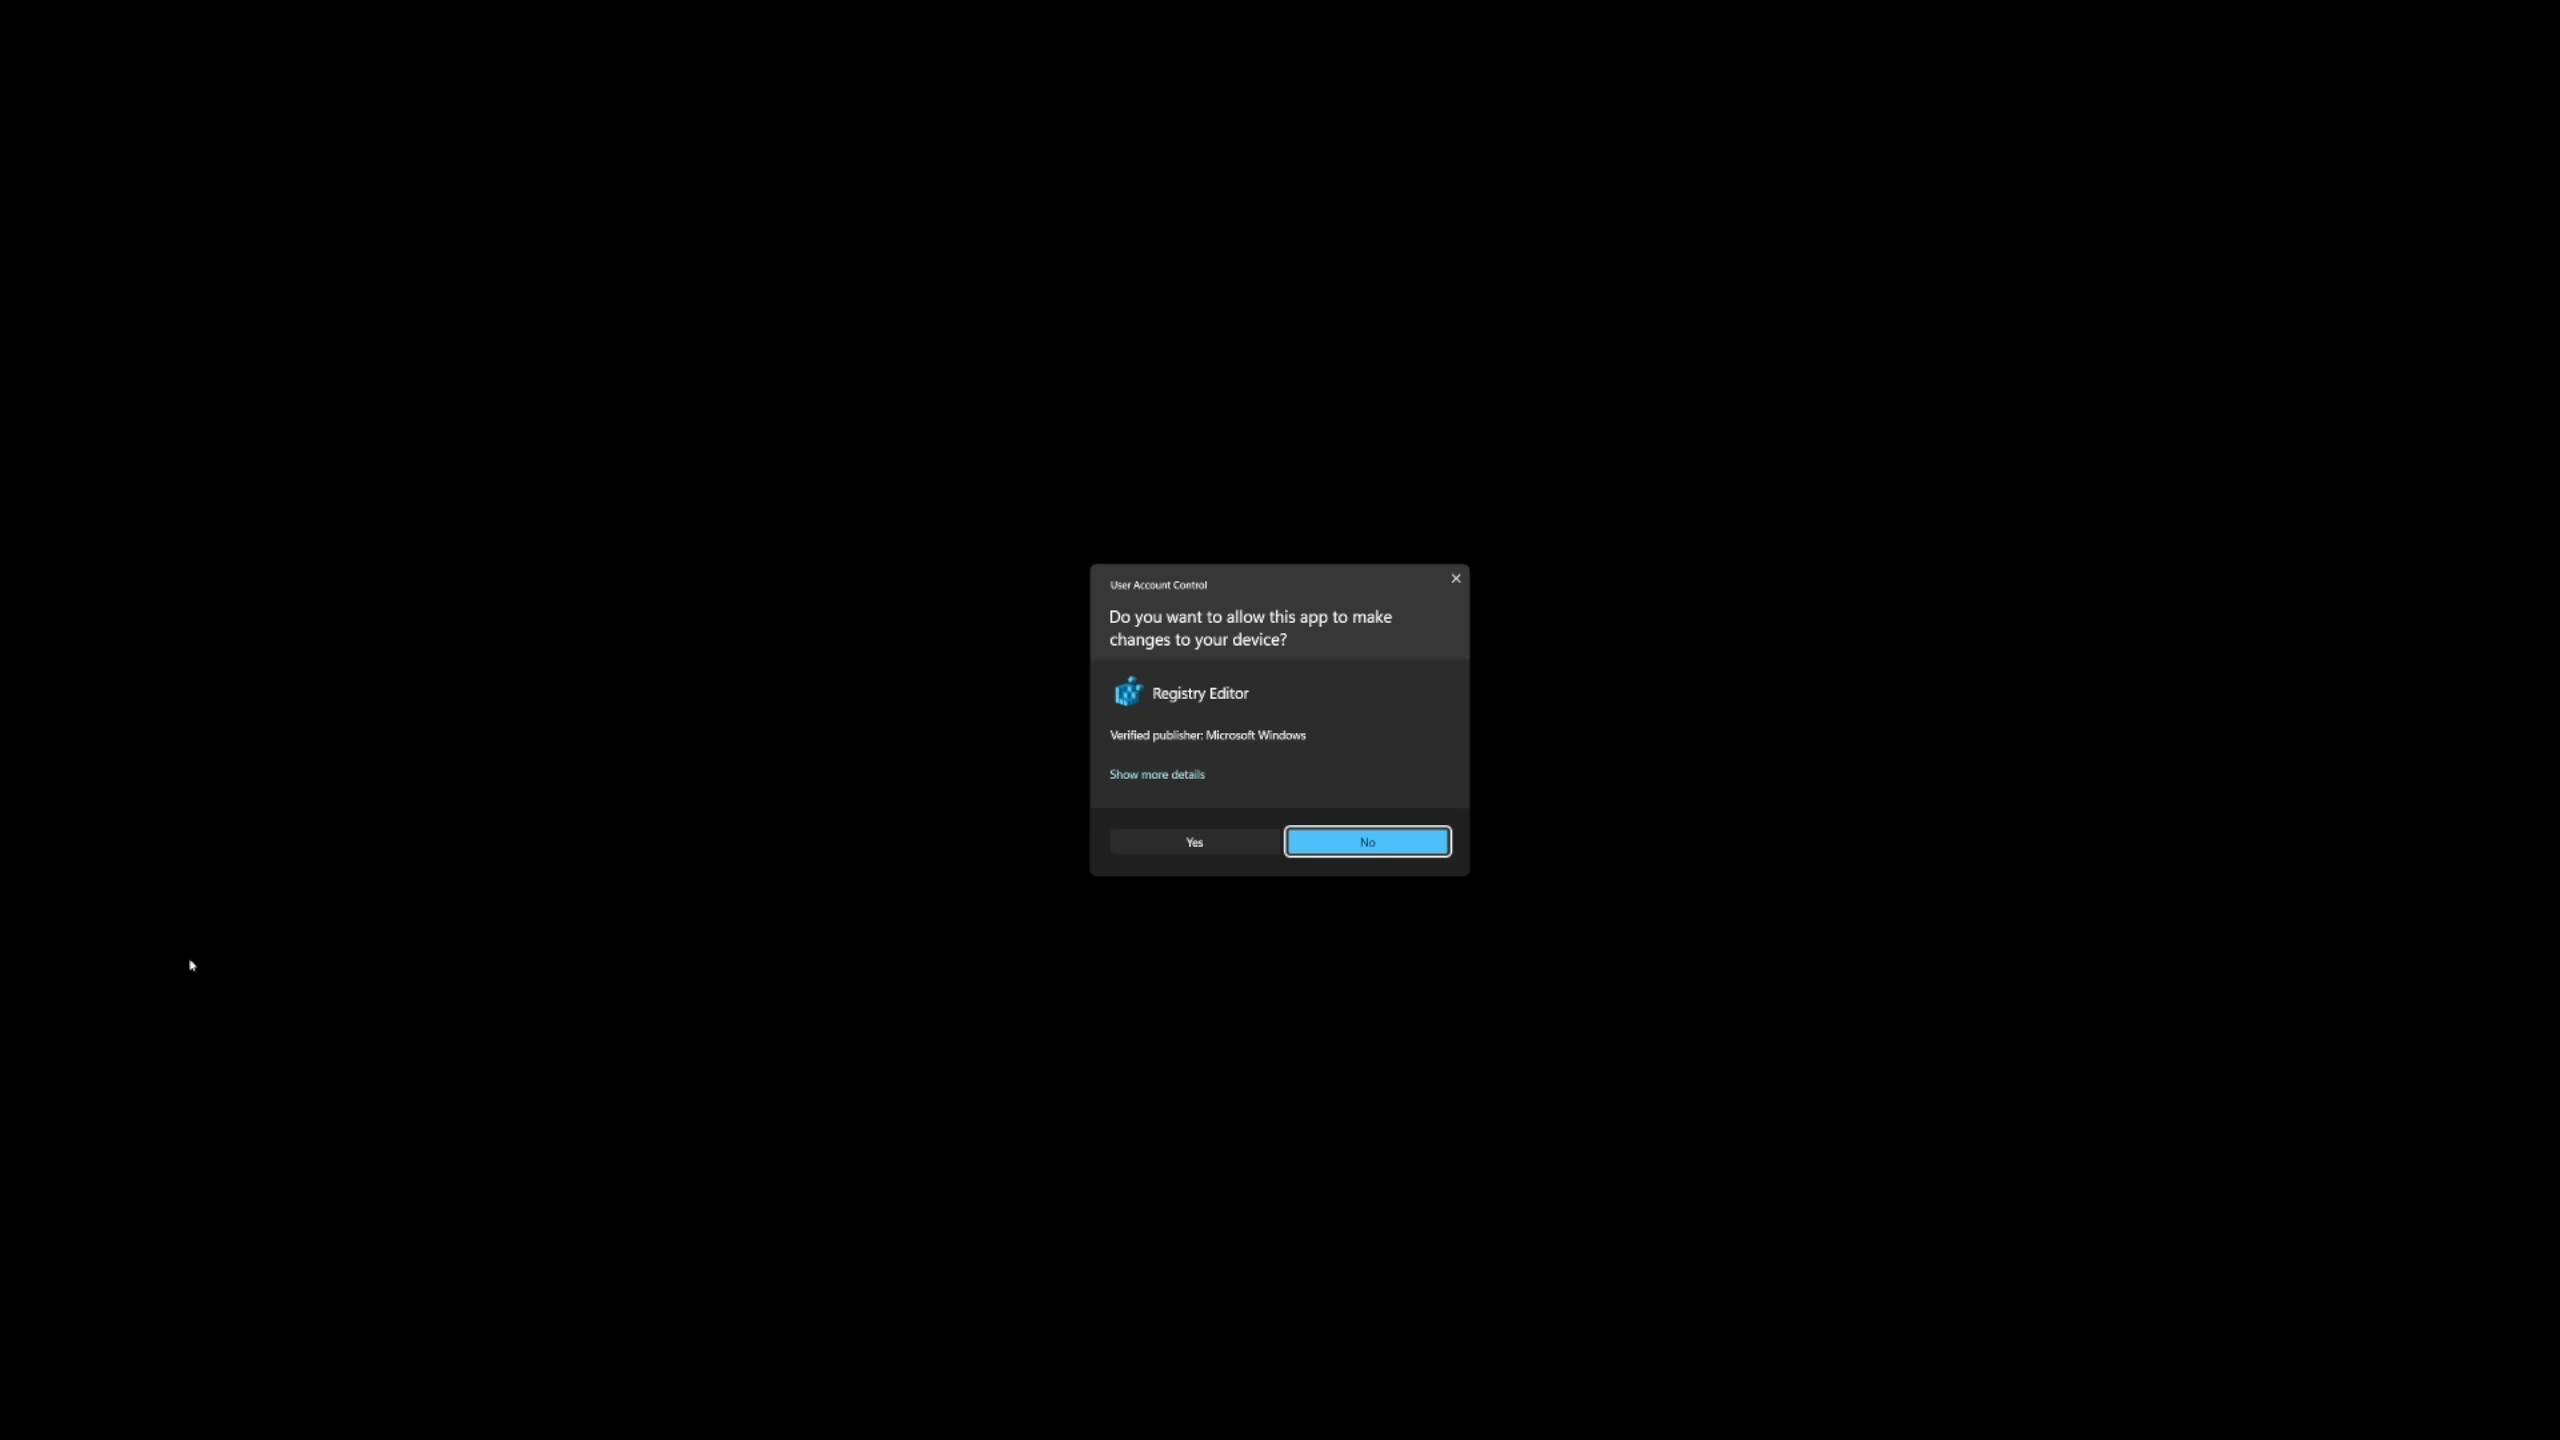 User Account Control
Do you want to allow this app to make
changes to your device?
Registry Editor
Verified publisher: Microsoft Windows
Show more details
Yes
No